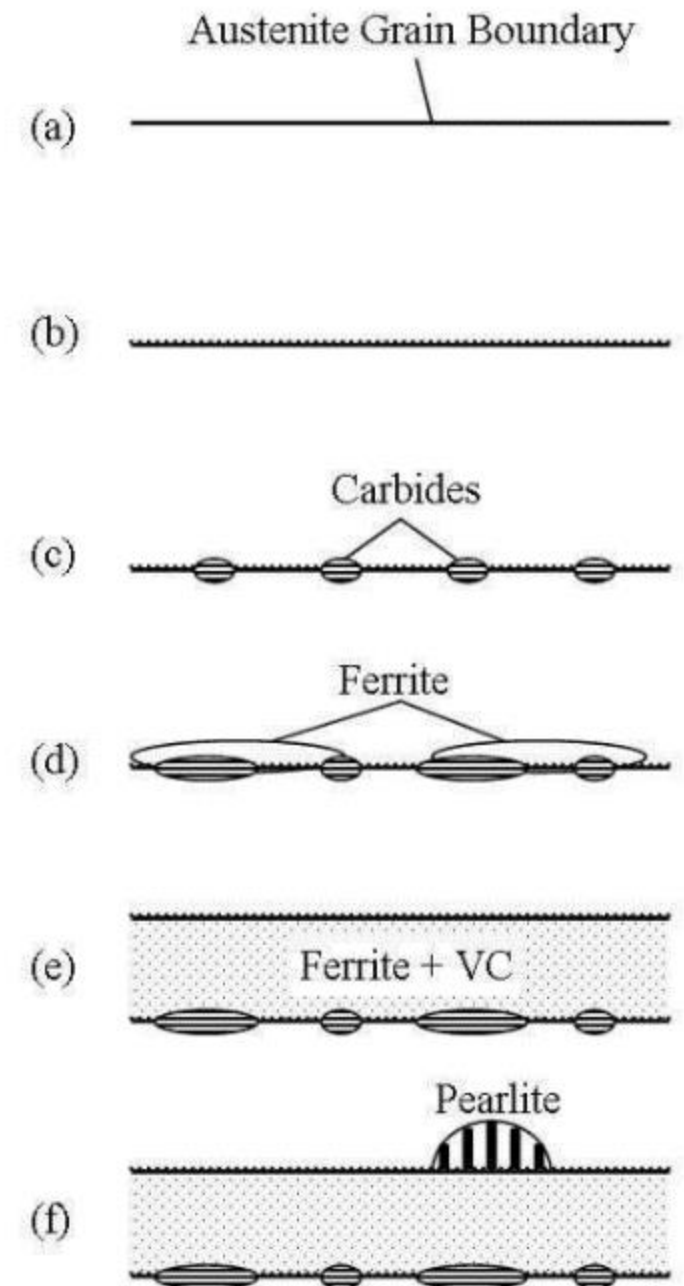 Austenite Grain Boundary
(a)
(b)
Carbides
(c)
Ferrite
(d)
(e) Ferrite + VC
Pearlite
(f)